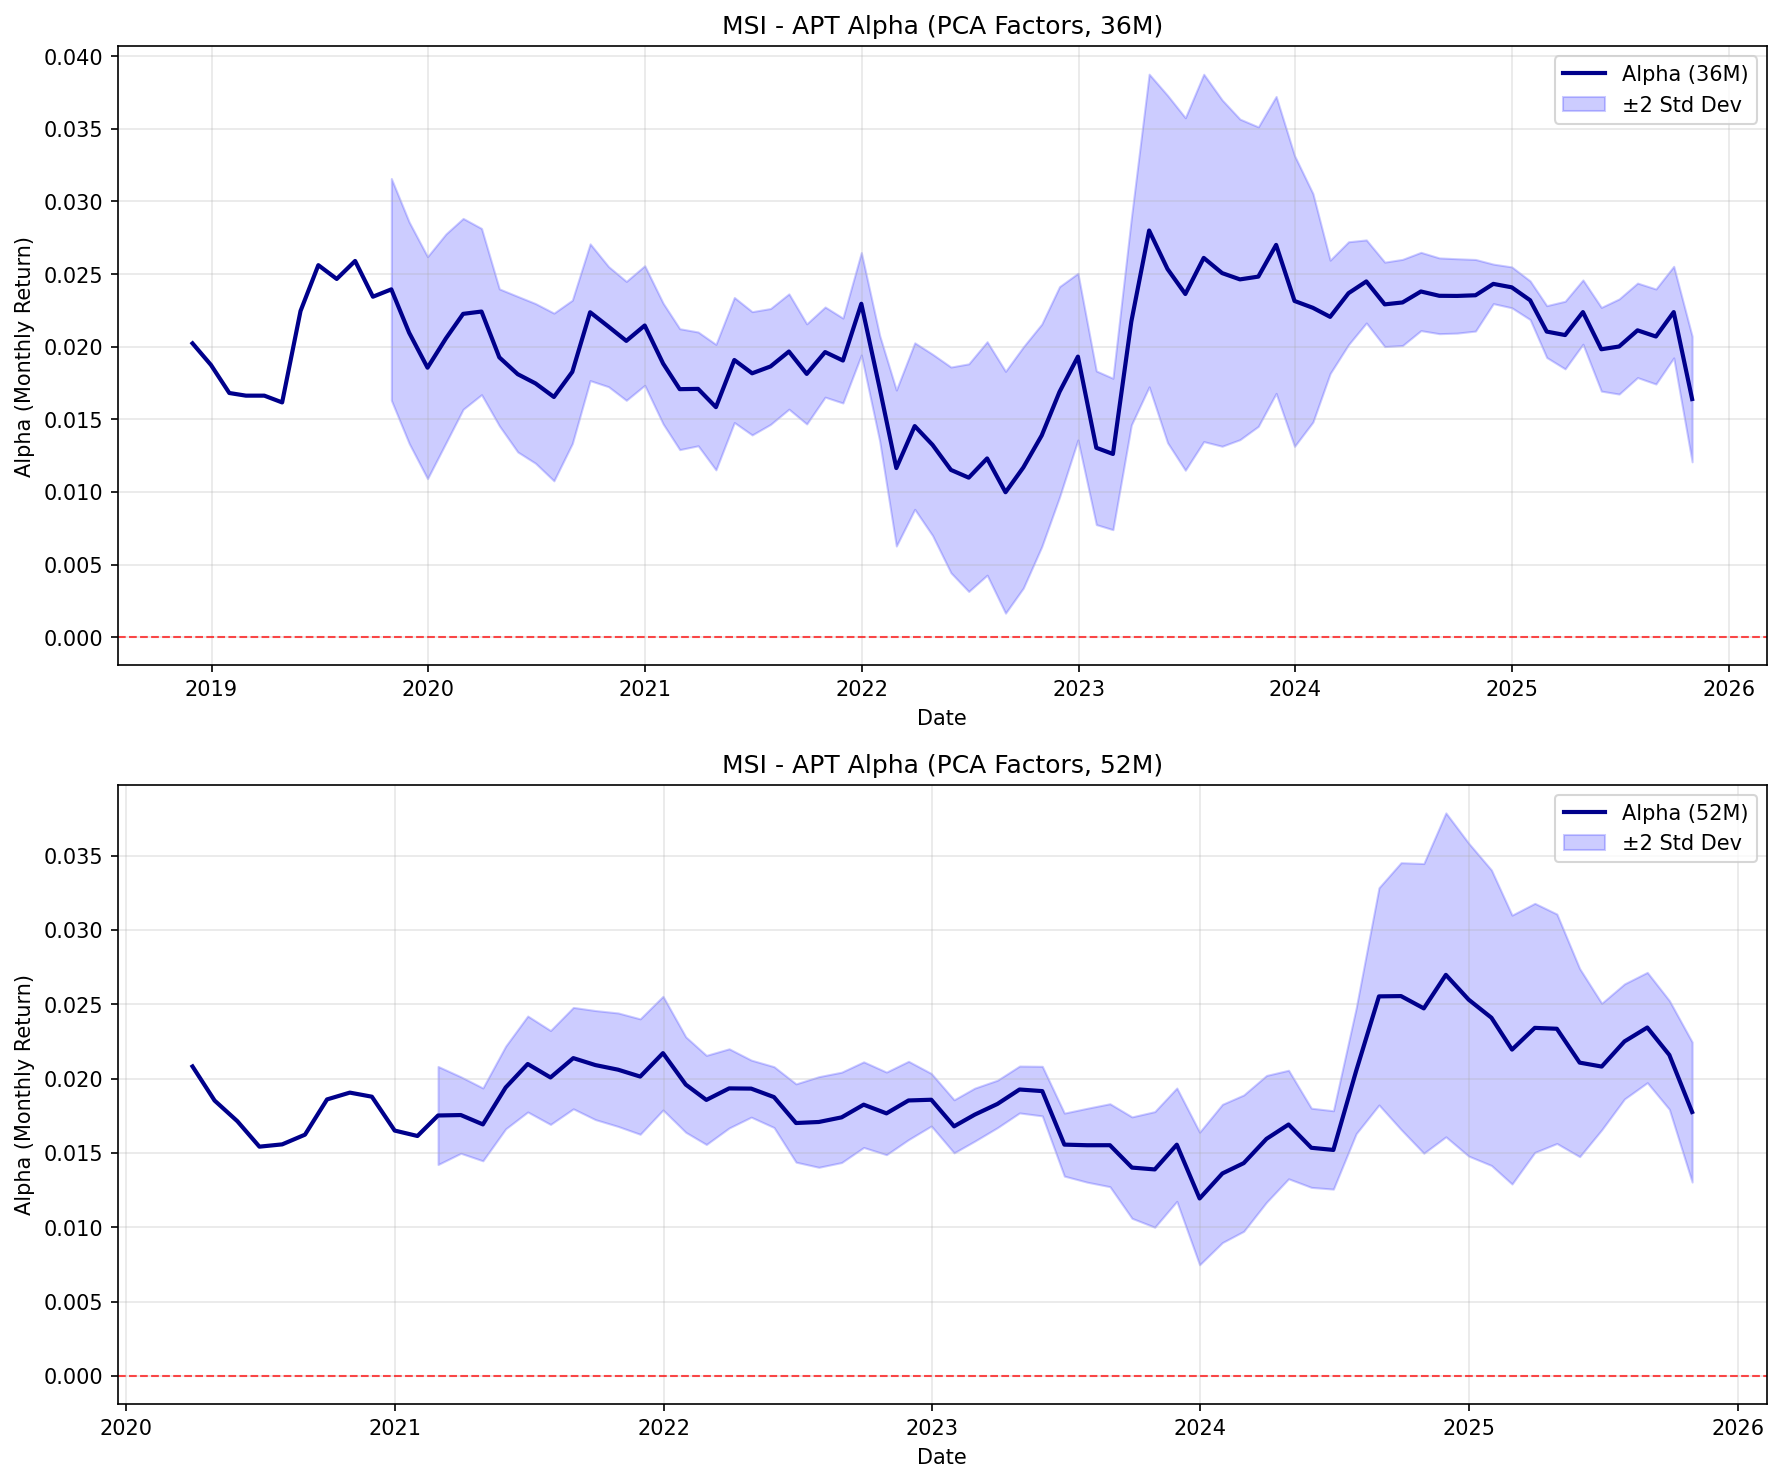 MSI - APT Alpha (PCA Factors, 36M)
Alpha (Monthly Return)
0.040
0.035
0.030
0.025
0.020
0.015
0.010
0.005
0.000
Alpha (36M)
±2 Std Dev
2019 2020 2021 2022 2023 2024 2025 2026
Date
MSI - APT Alpha (PCA Factors, 52M)
Alpha (Monthly Return)
0.035
0.030
0.025
0.020
0.015
0.010
0.005
0.000
Alpha (52M)
±2 Std Dev
2020 2021 2022 2023 2024 2025 2026
Date